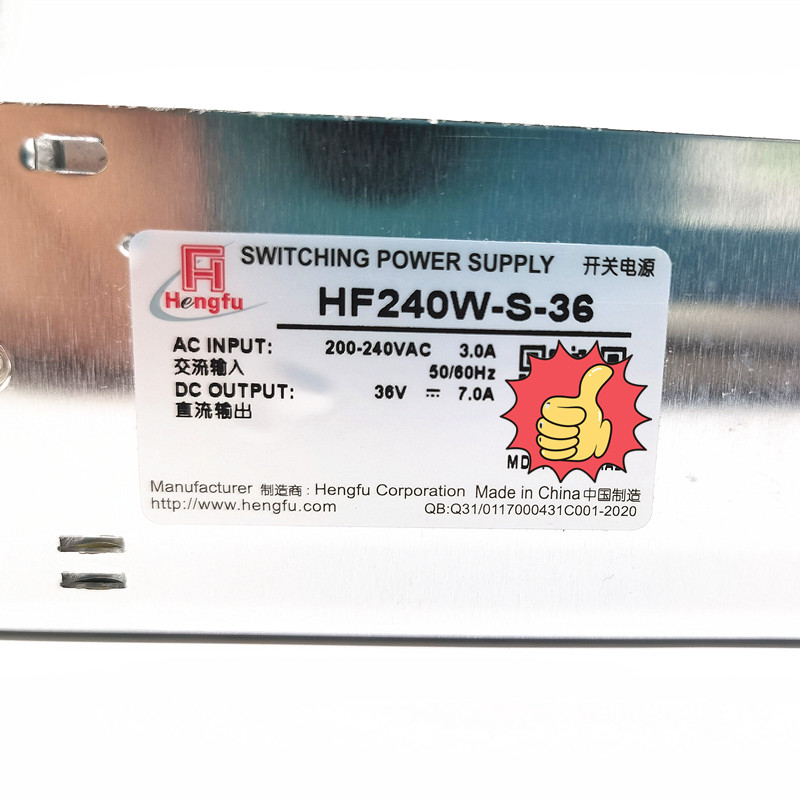 SWITCHING POWER SUPPLY 开关电源
Hengfu
HF240W-S-36
AC INPUT: 200-240VAC 3.0A
交流输入 50/60Hz
DC OUTPUT: 36V ⎓ 7.0A
直流输出
MD
Manufacturer 制造商: Hengfu Corporation Made in China 中国制造
http://www.hengfu.com QB:Q31/0117000431C001-2020